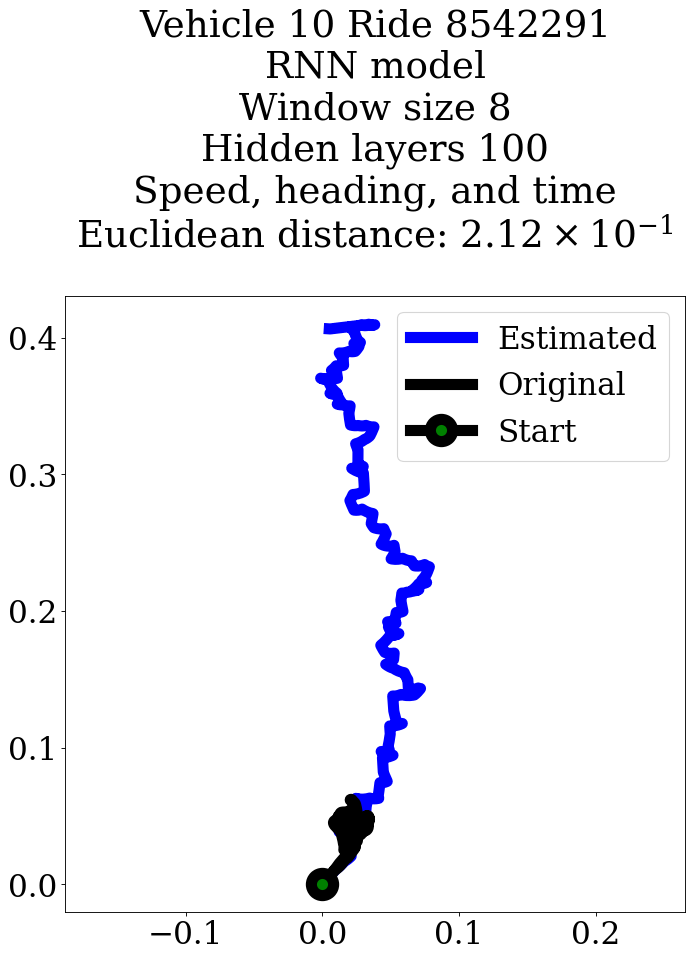 Vehicle 10 Ride 8542291
RNN model
Window size 8
Hidden layers 100
Speed, heading, and time
Euclidean distance: 2.12 × 10⁻¹
Estimated
Original
Start
0.4
0.3
0.2
0.1
0.0
−0.1 0.0 0.1 0.2